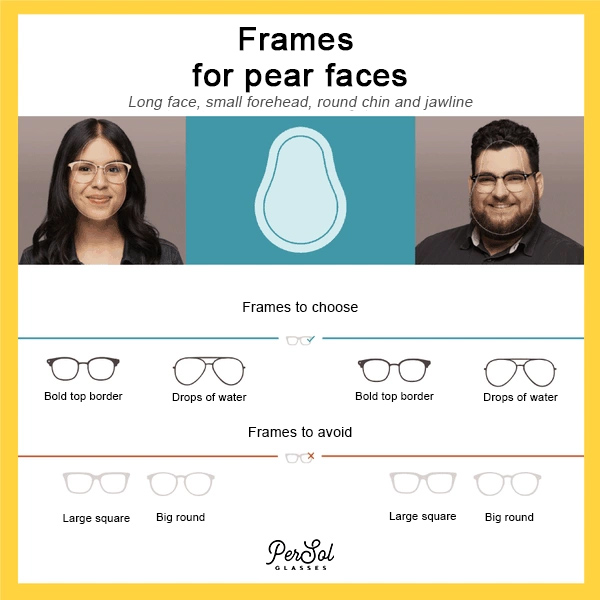 Frames
for pear faces
Long face, small forehead, round chin and jawline
Frames to choose
Bold top border
Drops of water
Bold top border
Drops of water
Frames to avoid
Large square
Big round
Large square
Big round
PerSol
GLASSES